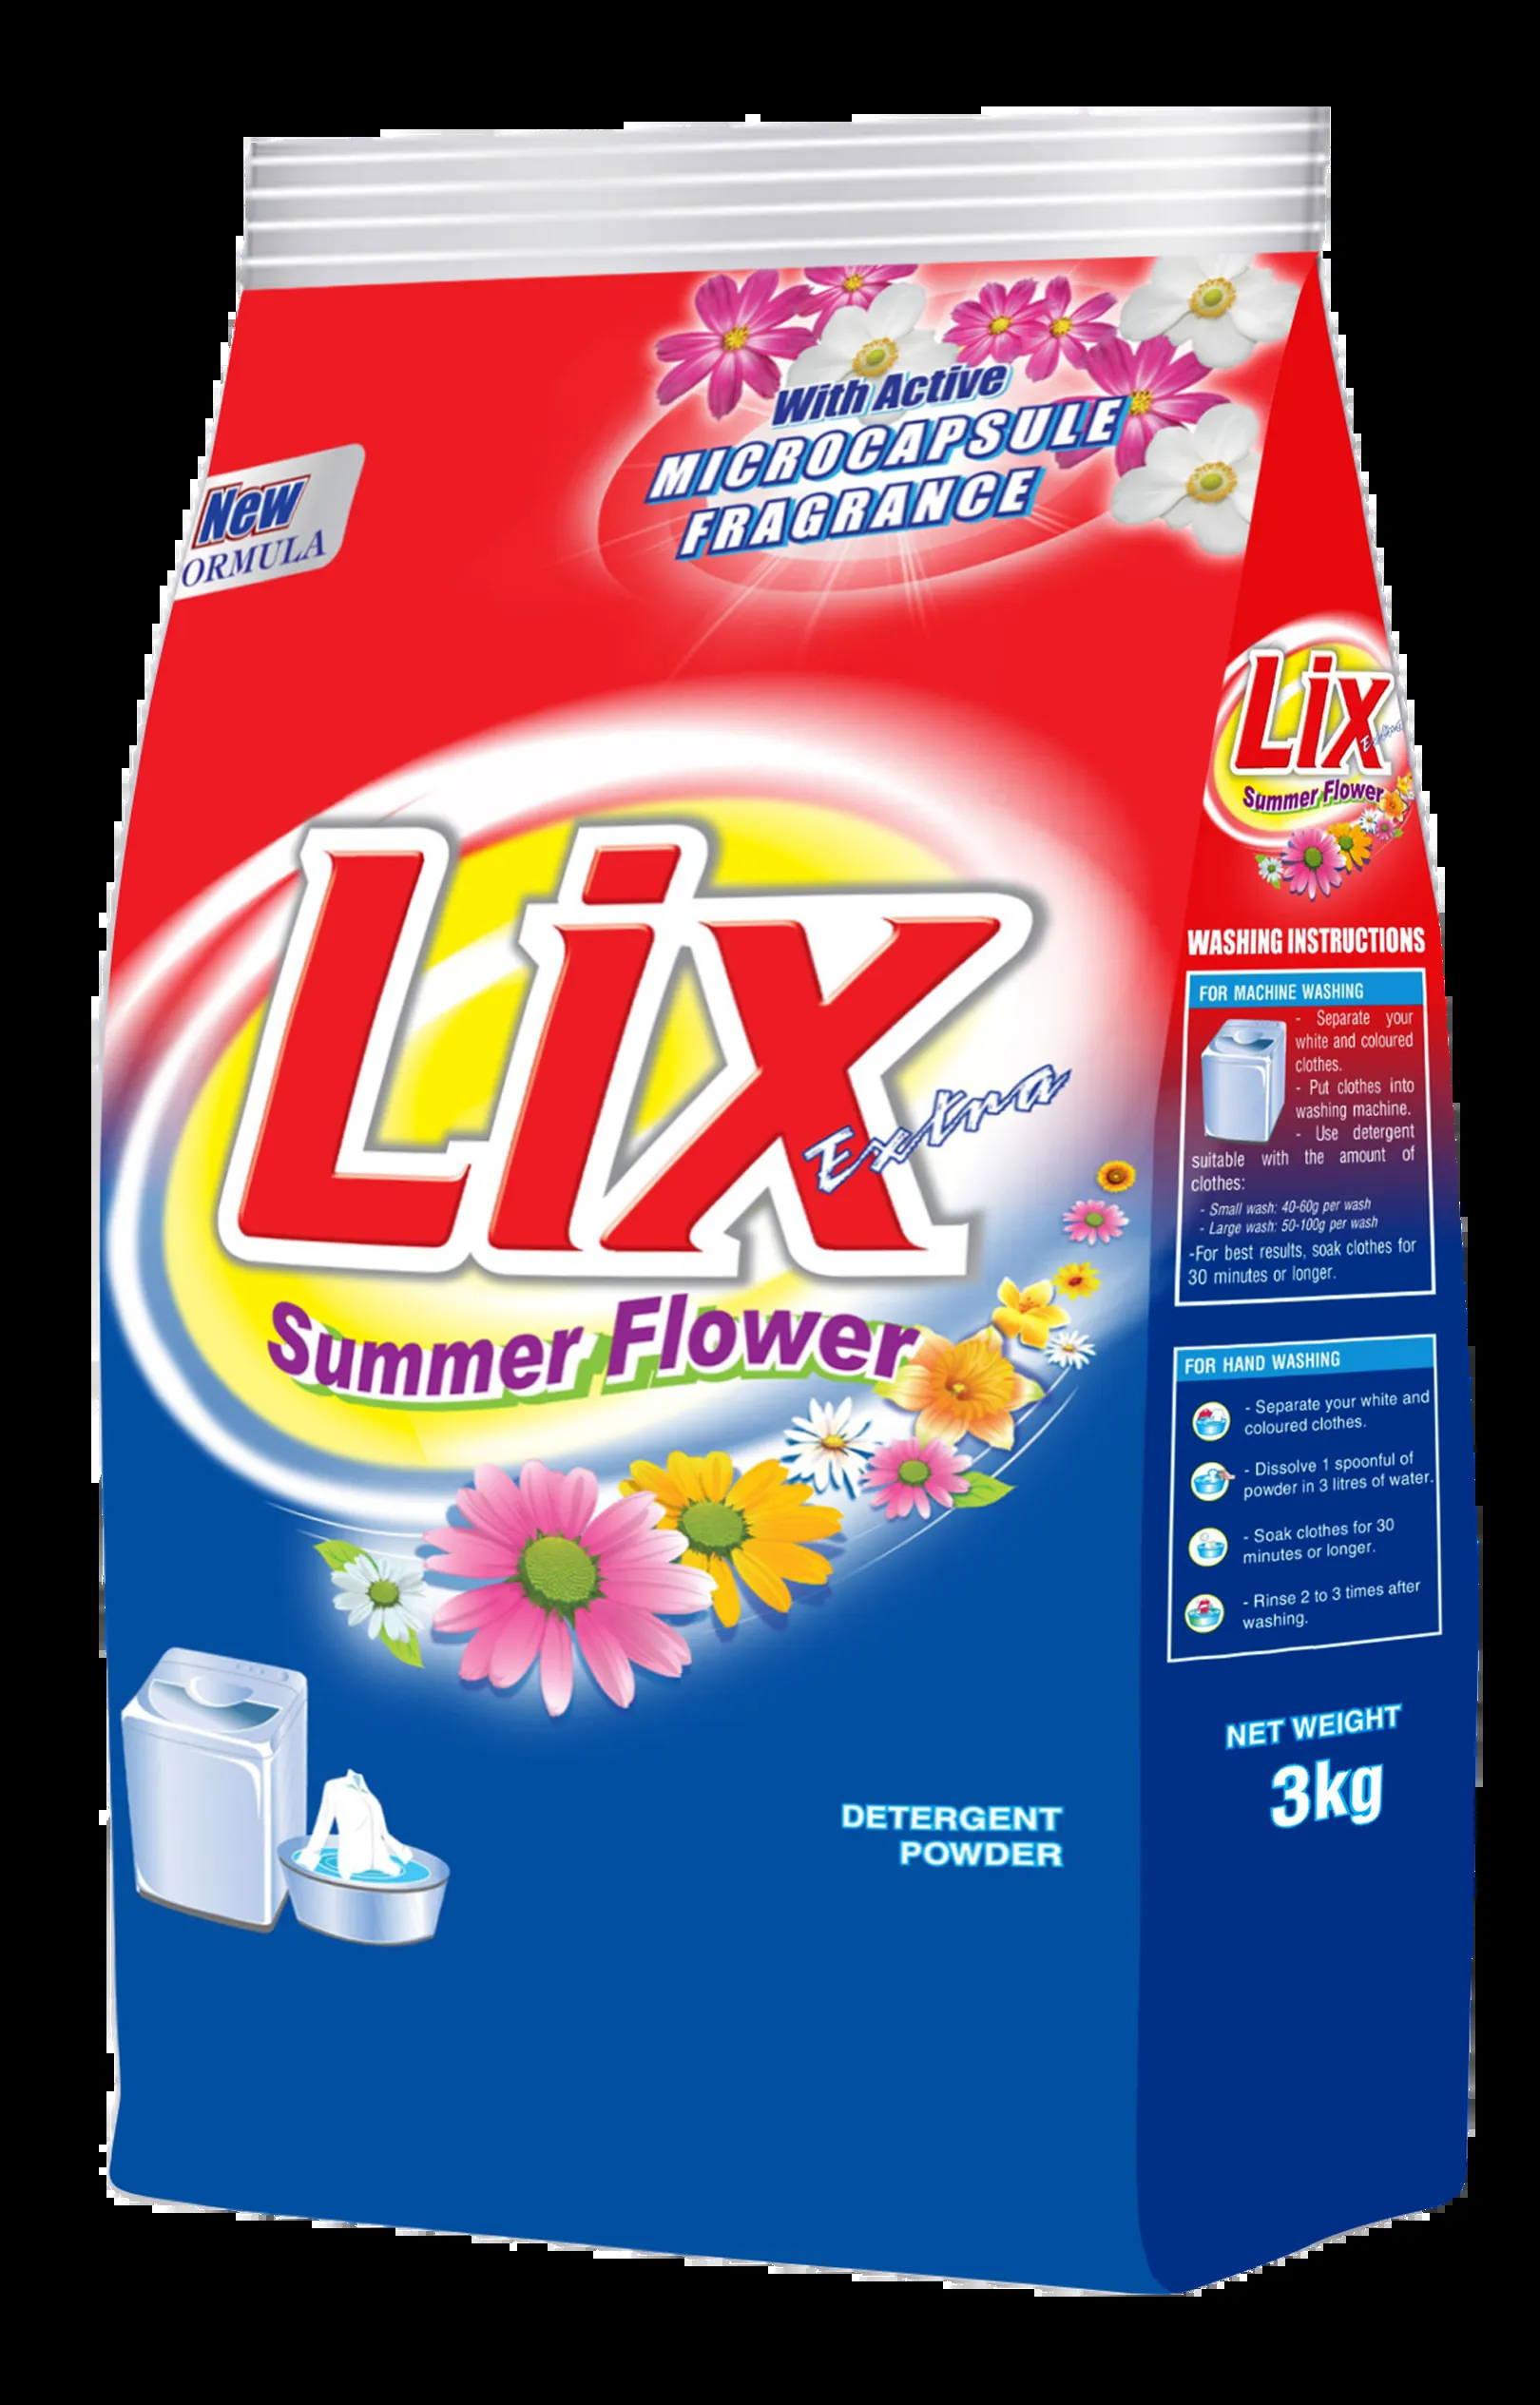 With Active
MICROCAPSULE
FRAGRANCE
New
ORMULA
Lix
Extra
Summer Flower
DETERGENT
POWDER
Lix
Extra
Summer Flower
WASHING INSTRUCTIONS
FOR MACHINE WASHING
- Separate your
white and coloured
clothes.
- Put clothes into
washing machine.
- Use detergent
suitable with the amount of
clothes:
- Small wash: 40-60g per wash
- Large wash: 50-100g per wash
-For best results, soak clothes for
30 minutes or longer.
FOR HAND WASHING
- Separate your white and
coloured clothes.
- Dissolve 1 spoonful of
powder in 3 litres of water.
- Soak clothes for 30
minutes or longer.
- Rinse 2 to 3 times after
washing.
NET WEIGHT
3kg